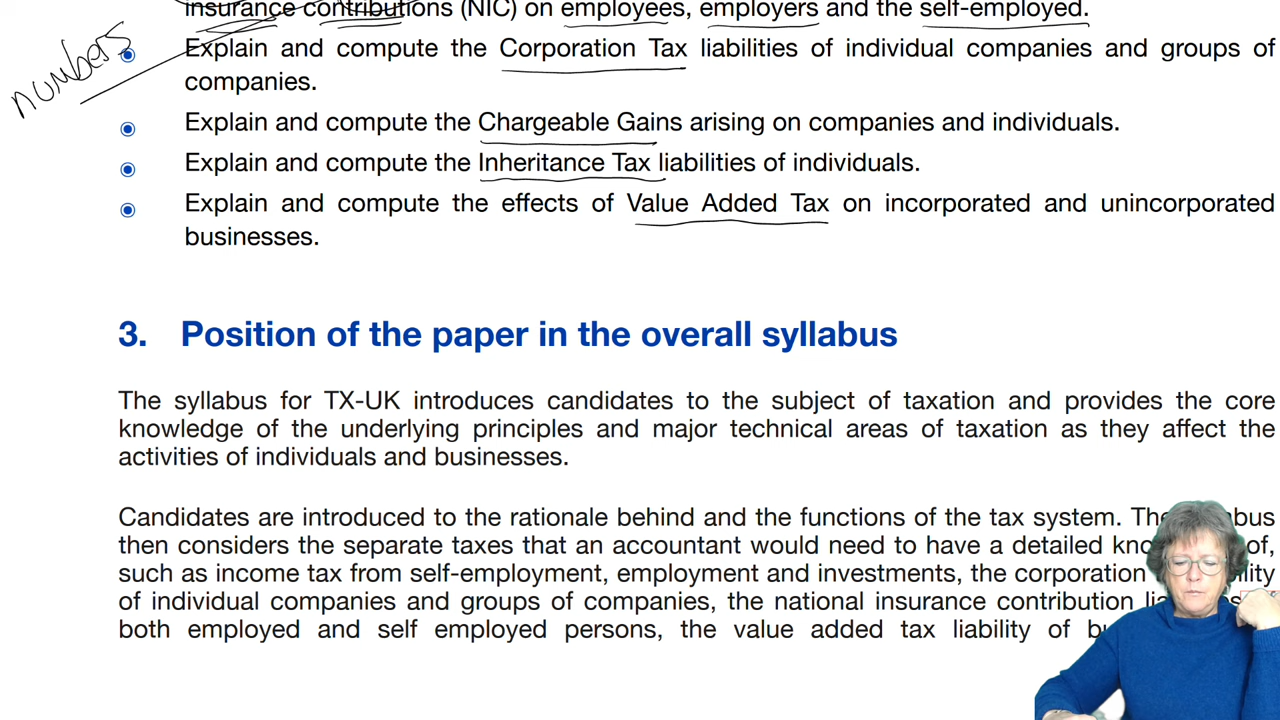 insurance contributions (NIC) on employees, employers and the self-employed.
numbers
Explain and compute the Corporation Tax liabilities of individual companies and groups of
companies.
Explain and compute the Chargeable Gains arising on companies and individuals.
Explain and compute the Inheritance Tax liabilities of individuals.
Explain and compute the effects of Value Added Tax on incorporated and unincorporated
businesses.
3. Position of the paper in the overall syllabus
The syllabus for TX-UK introduces candidates to the subject of taxation and provides the core
knowledge of the underlying principles and major technical areas of taxation as they affect the
activities of individuals and businesses.
Candidates are introduced to the rationale behind and the functions of the tax system.
then considers the separate taxes that an accountant would need to have a detailed of,
such as income tax from self-employment, employment and investments, the corporation
of individual companies and groups of companies, the national insurance contribution
both employed and self employed persons, the value added tax liability of